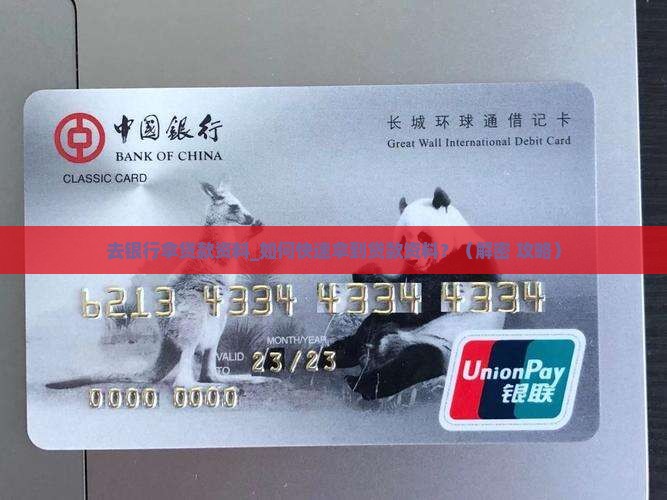 中國銀行
BANK OF CHINA
CLASSIC CARD
长城环球通借记卡
Great Wall International Debit Card
去银行拿贷款资料_如何快速拿到贷款资料？（解密 攻略）
6213 4334 4334 4334
MONTH/YEAR
VALID
TO
23/23
0000 0000
UnionPay
银联